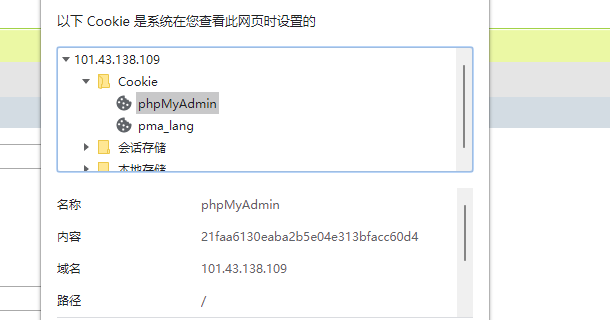 以下 Cookie 是系统在您查看此网页时设置的
101.43.138.109
Cookie
phpMyAdmin
pma_lang
会话存储
本地存储
名称 phpMyAdmin
内容 21faa6130eaba2b5e04e313bfacc60d4
域名 101.43.138.109
路径 /